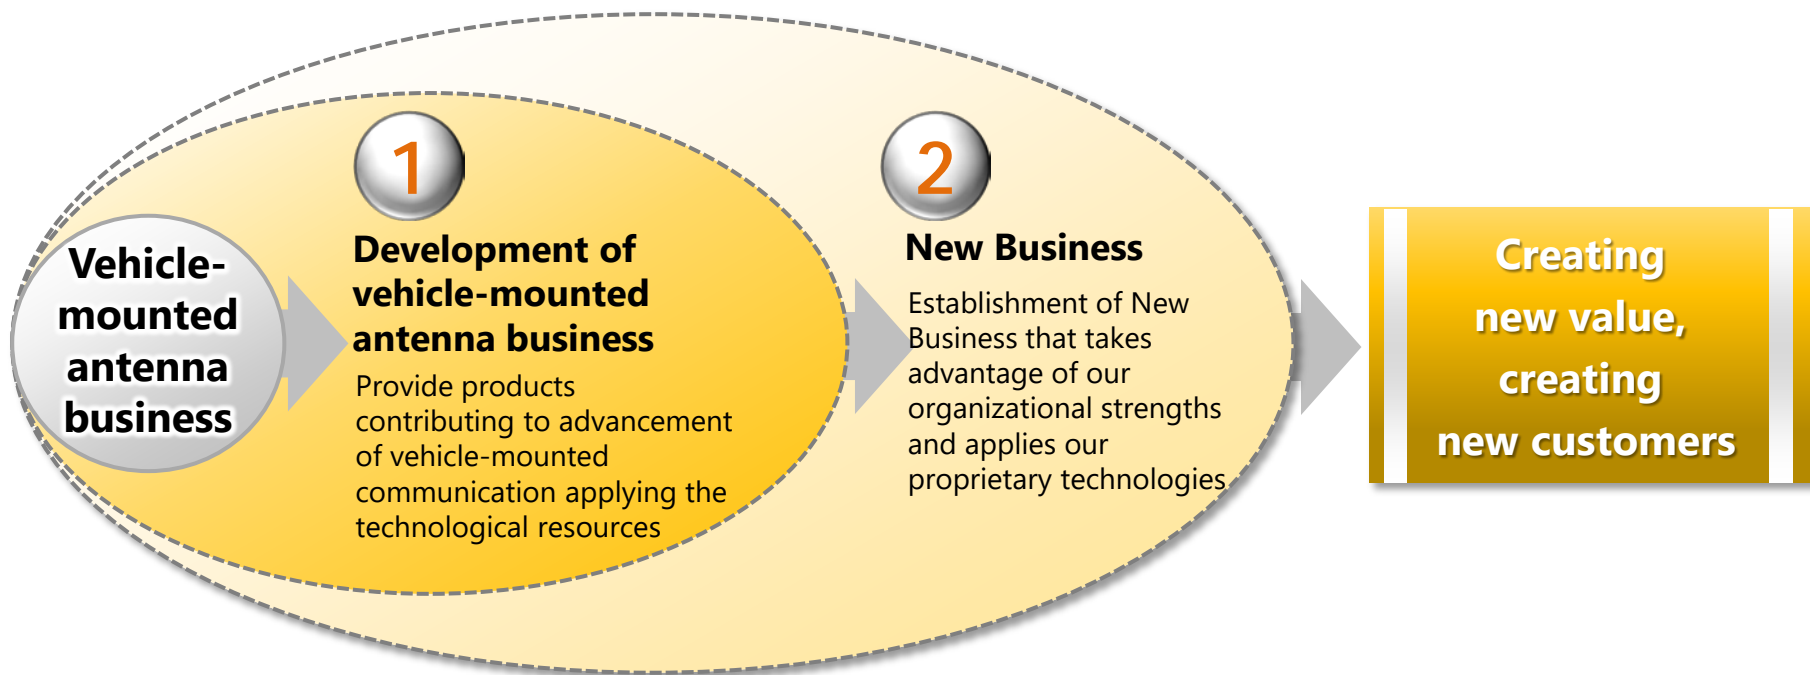 Vehicle-
mounted
antenna
business
1
Development of
vehicle-mounted
antenna business
Provide products
contributing to advancement
of vehicle-mounted
communication applying the
technological resources
2
New Business
Establishment of New
Business that takes
advantage of our
organizational strengths
and applies our
proprietary technologies
Creating
new value,
creating
new customers